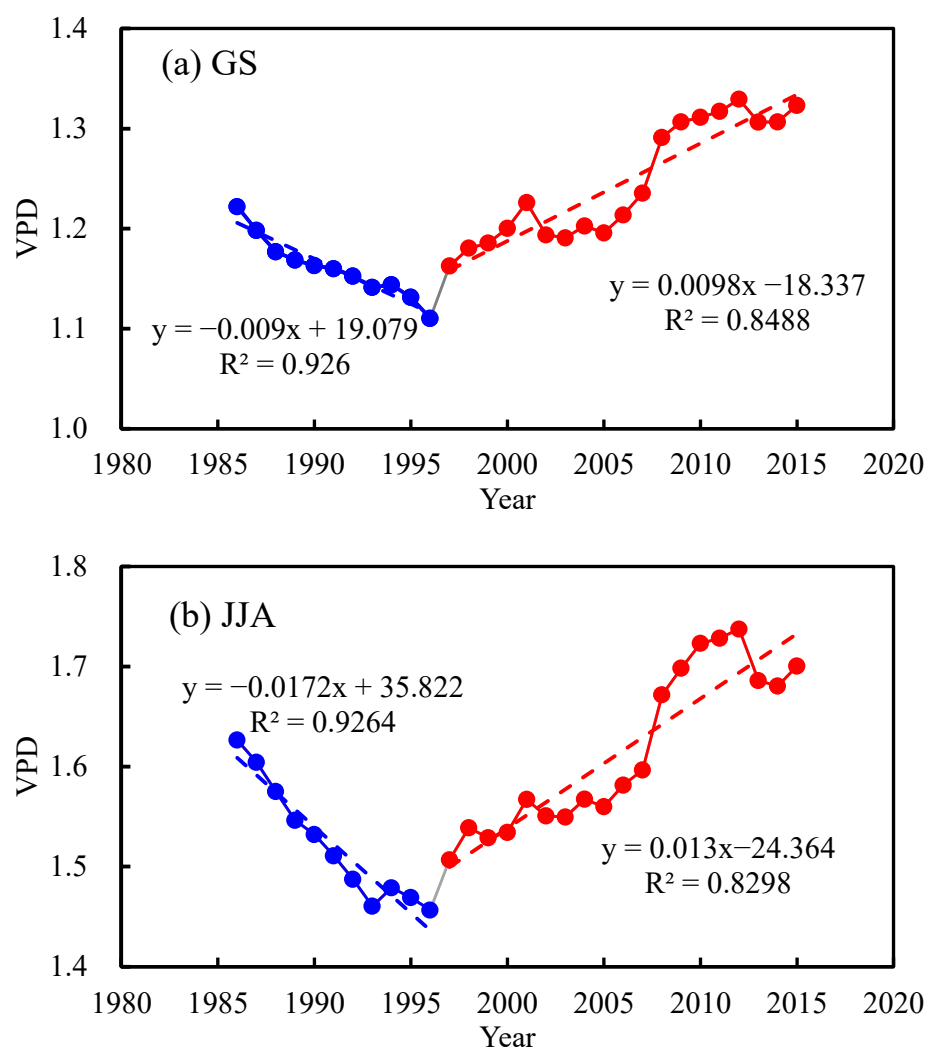 (a) GS
1.4
1.3
1.2
1.1
1.0
VPD
y = −0.009x + 19.079
R² = 0.926
y = 0.0098x −18.337
R² = 0.8488
1980 1985 1990 1995 2000 2005 2010 2015 2020
Year
(b) JJA
1.8
1.7
1.6
1.5
1.4
VPD
y = −0.0172x + 35.822
R² = 0.9264
y = 0.013x−24.364
R² = 0.8298
1980 1985 1990 1995 2000 2005 2010 2015 2020
Year